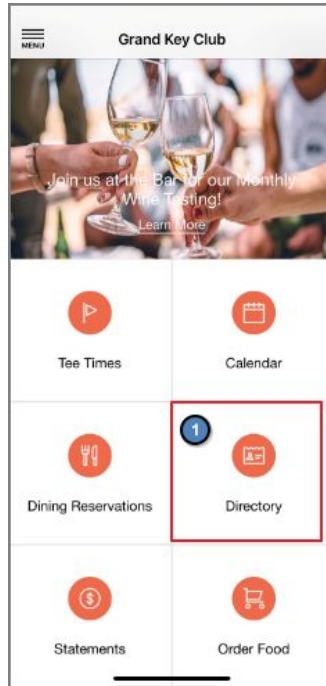 MENU
Grand Key Club
Join us at the Bar for our Monthly
Wine Tasting!
Learn More
Tee Times
Calendar
1
Dining Reservations
Directory
Statements
Order Food